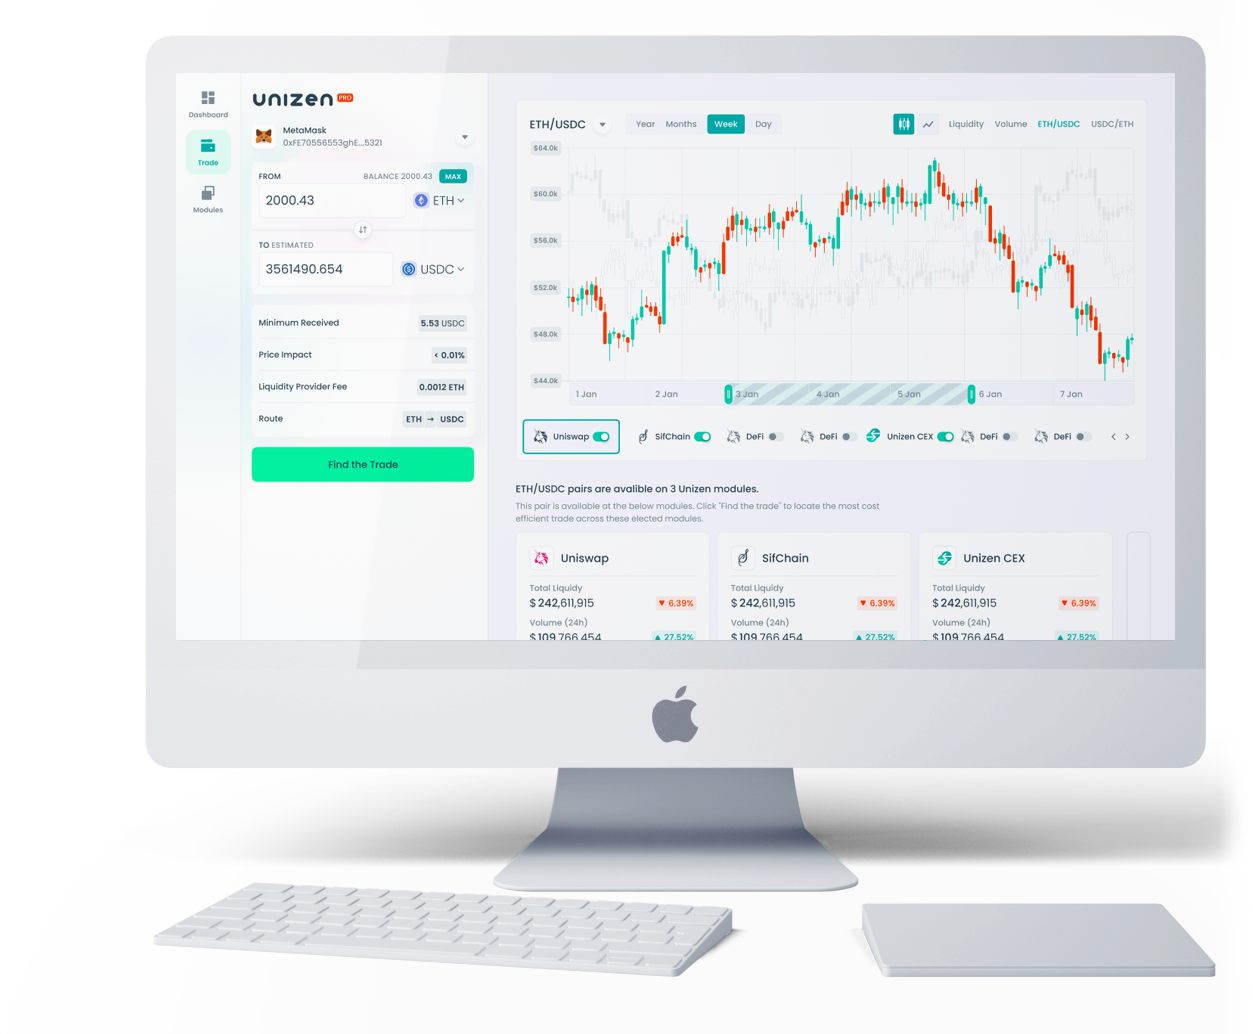 Dashboard
Trade
Modules
unizen PRO
MetaMask
0xFE70556553ghE...5321
FROM
BALANCE 2000.43
MAX
2000.43
ETH
TO ESTIMATED
3561490.654
USDC
Minimum Received
5.53 USDC
Price Impact
< 0.01%
Liquidity Provider Fee
0.0012 ETH
Route
ETH → USDC
Find the Trade
ETH/USDC
Year Months Week Day
Liquidity Volume ETH/USDC USDC/ETH
$64.0k
$60.0k
$56.0k
$52.0k
$48.0k
$44.0k
1 Jan 2 Jan 3 Jan 4 Jan 5 Jan 6 Jan 7 Jan
Uniswap SifChain DeFi DeFi Unizen CEX DeFi DeFi
ETH/USDC pairs are avalible on 3 Unizen modules.
This pair is available at the below modules. Click "Find the trade" to locate the most cost
efficient trade across these elected modules.
Uniswap
Total Liquidy
$ 242,611,915
▼ 6.39%
Volume (24h)
$ 109,766,454
▲ 27.52%
SifChain
Total Liquidy
$ 242,611,915
▼ 6.39%
Volume (24h)
$ 109,766,454
▲ 27.52%
Unizen CEX
Total Liquidy
$ 242,611,915
▼ 6.39%
Volume (24h)
$ 109,766,454
▲ 27.52%